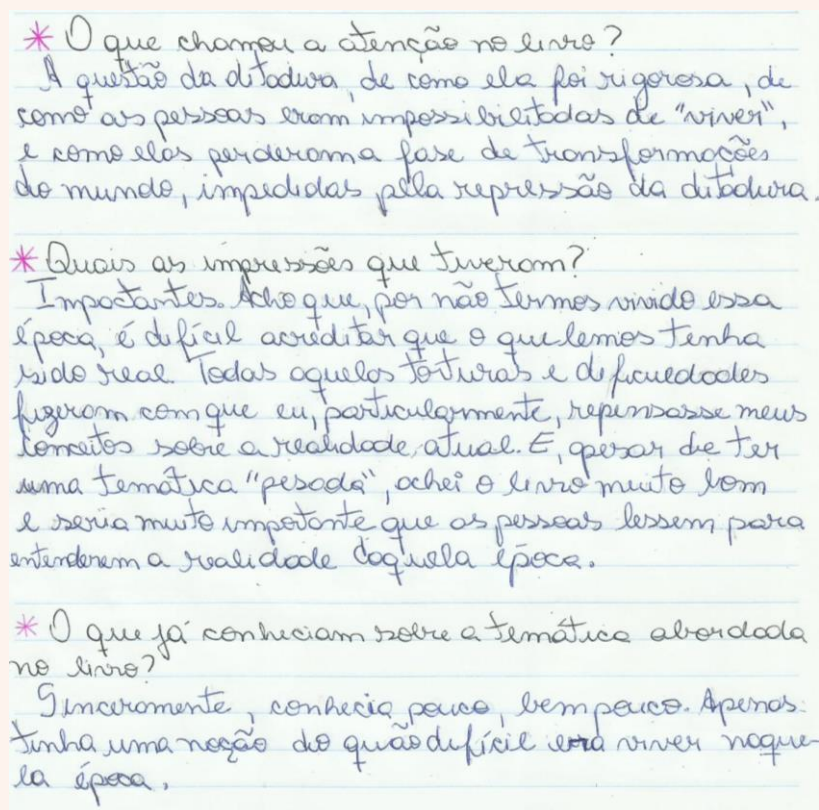 * O que chamou a atenção no livro?
A questão da ditadura, de como ela foi rigorosa, de
como as pessoas eram impossibilitadas de "viver",
e como elas perderam a fase de transformações
do mundo, impedidas pela repressão da ditadura.
* Quais as impressões que tiveram?
Impactantes. Acho que, por não termos vivido essa
época, é difícil acreditar que o que lemos tenha
sido real. Todas aquelas torturas e dificuldades
fizeram com que eu, particularmente, repensasse meus
conceitos sobre a realidade atual. E, apesar de ter
uma temática "pesada", achei o livro muito bom
e seria muito importante que as pessoas lessem para
entenderem a realidade daquela época.
* O que já conheciam sobre a temática abordada
no livro?
Sinceramente, conhecia pouco, bem pouco. Apenas
tinha uma noção do quão difícil era viver naque-
la época.